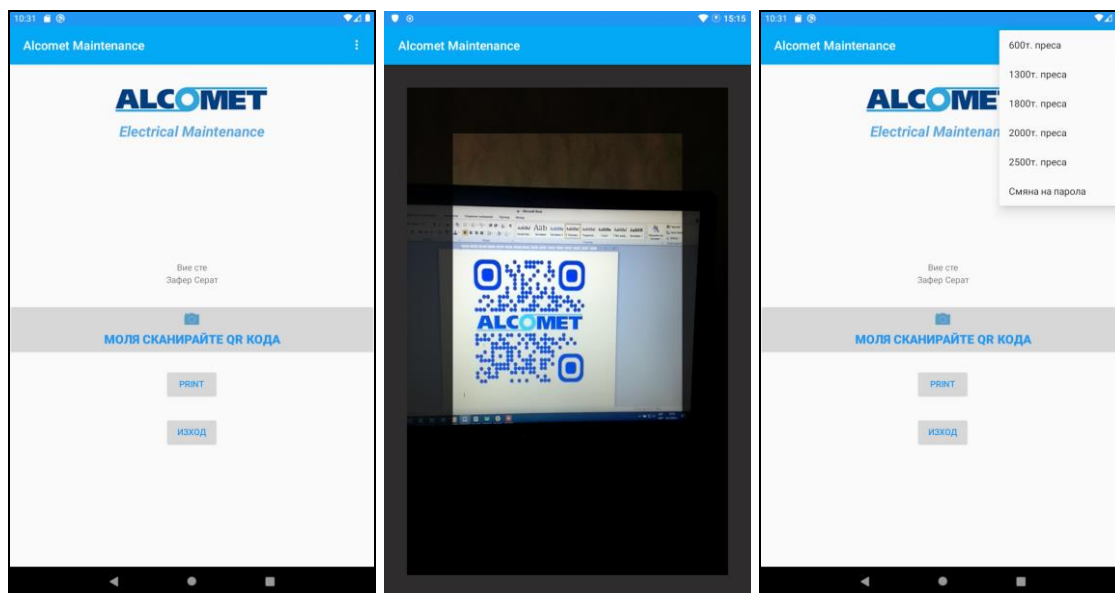 10:31
Alcomet Maintenance
ALCOMET
Electrical Maintenance
Вие сте
Зафер Серат
МОЛЯ СКАНИРАЙТЕ QR КОДА
PRINT
ИЗХОД
15:15
Alcomet Maintenance
ALCOMET
10:31
Alcomet Maintenance
600т. преса
1300т. преса
1800т. преса
2000т. преса
2500т. преса
Смяна на парола
ALCOME
Electrical Maintenan
Вие сте
Зафер Серат
МОЛЯ СКАНИРАЙТЕ QR КОДА
PRINT
ИЗХОД